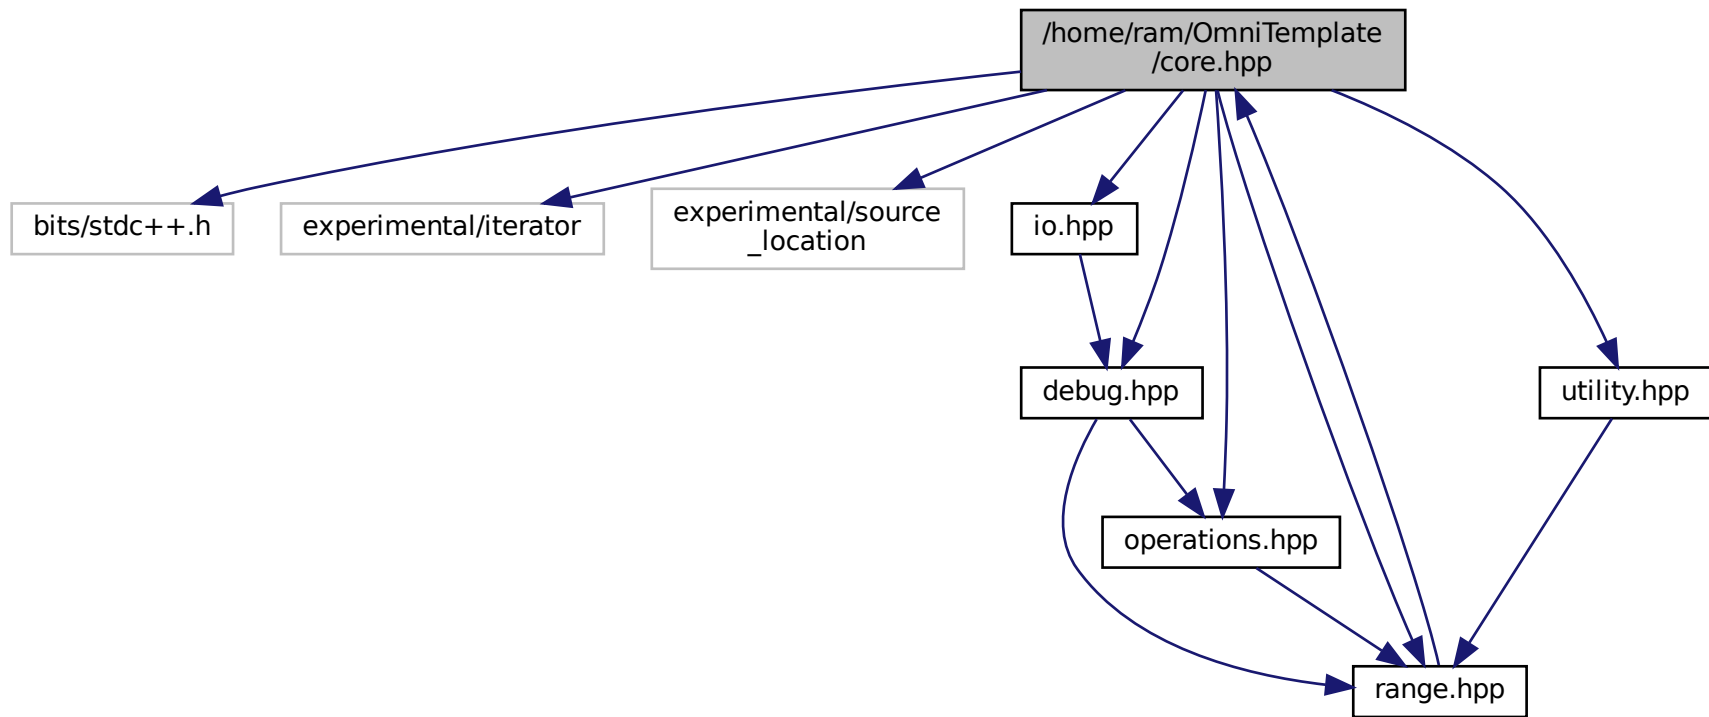 /home/ram/OmniTemplate
/core.hpp
bits/stdc++.h
experimental/iterator
experimental/source
_location
io.hpp
debug.hpp
utility.hpp
operations.hpp
range.hpp